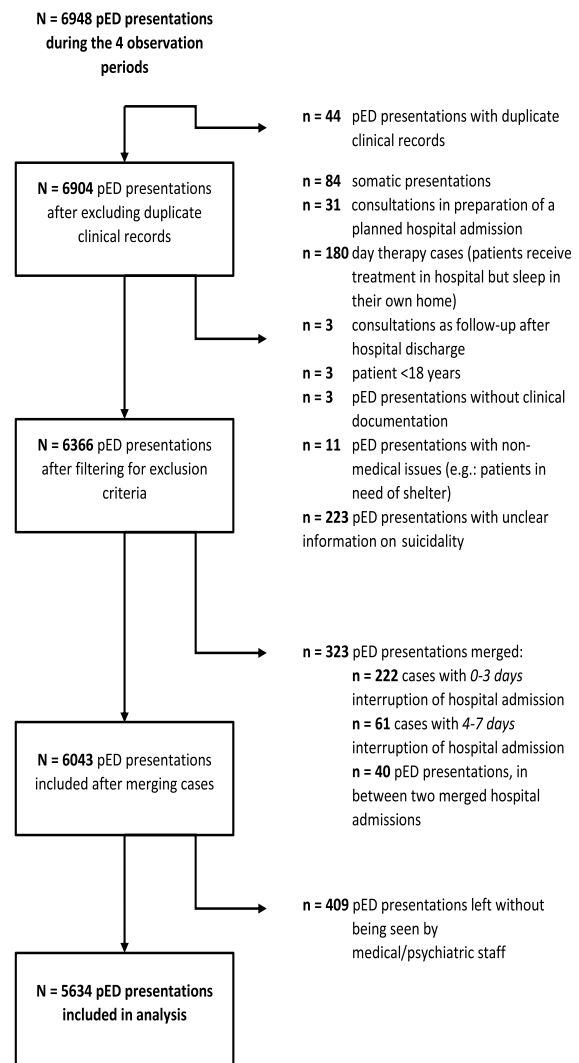 N = 6948 pED presentations
during the 4 observation
periods
n = 44 pED presentations with duplicate
clinical records
N = 6904 pED presentations
after excluding duplicate
clinical records
n = 84 somatic presentations
n = 31 consultations in preparation of a
planned hospital admission
n = 180 day therapy cases (patients receive
treatment in hospital but sleep in
their own home)
n = 3 consultations as follow-up after
hospital discharge
n = 3 patient <18 years
n = 3 pED presentations without clinical
documentation
n = 11 pED presentations with non-
medical issues (e.g.: patients in
need of shelter)
n = 223 pED presentations with unclear
information on suicidality
N = 6366 pED presentations
after filtering for exclusion
criteria
n = 323 pED presentations merged:
n = 222 cases with 0-3 days
interruption of hospital admission
n = 61 cases with 4-7 days
interruption of hospital admission
n = 40 pED presentations, in
between two merged hospital
admissions
N = 6043 pED presentations
included after merging cases
n = 409 pED presentations left without
being seen by
medical/psychiatric staff
N = 5634 pED presentations
included in analysis